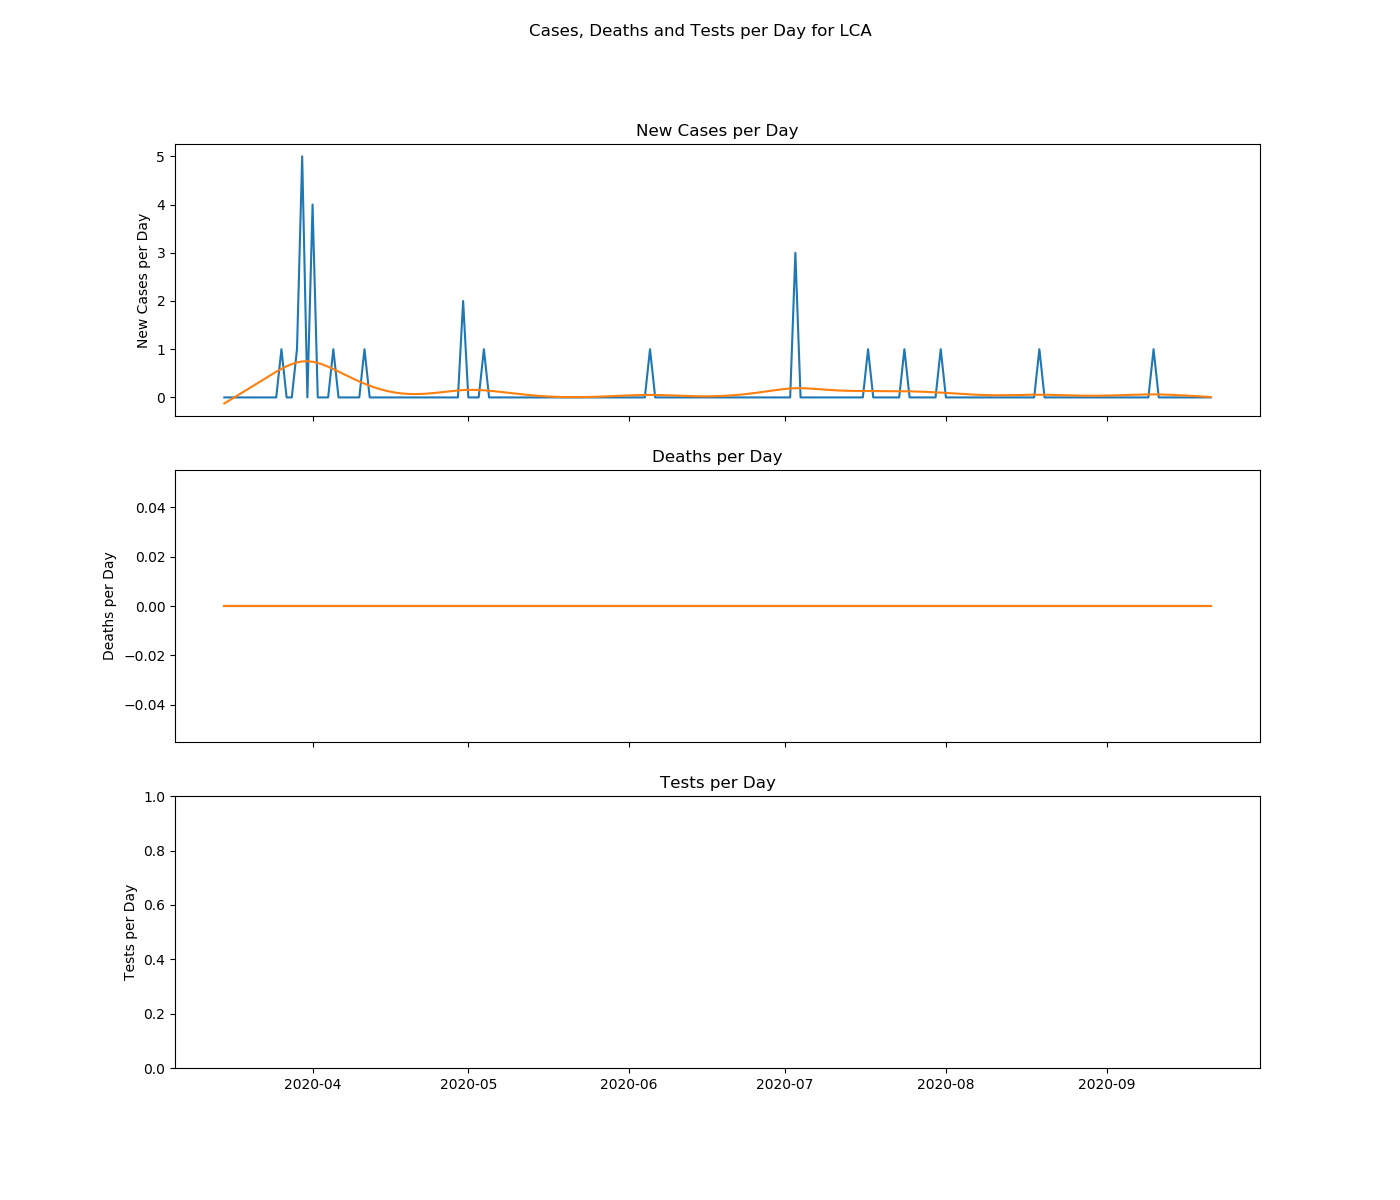 Cases, Deaths and Tests per Day for LCA
New Cases per Day
New Cases per Day
5
4
3
2
1
0
Deaths per Day
Deaths per Day
0.04
0.02
0.00
−0.02
−0.04
Tests per Day
Tests per Day
1.0
0.8
0.6
0.4
0.2
0.0
2020-04 2020-05 2020-06 2020-07 2020-08 2020-09